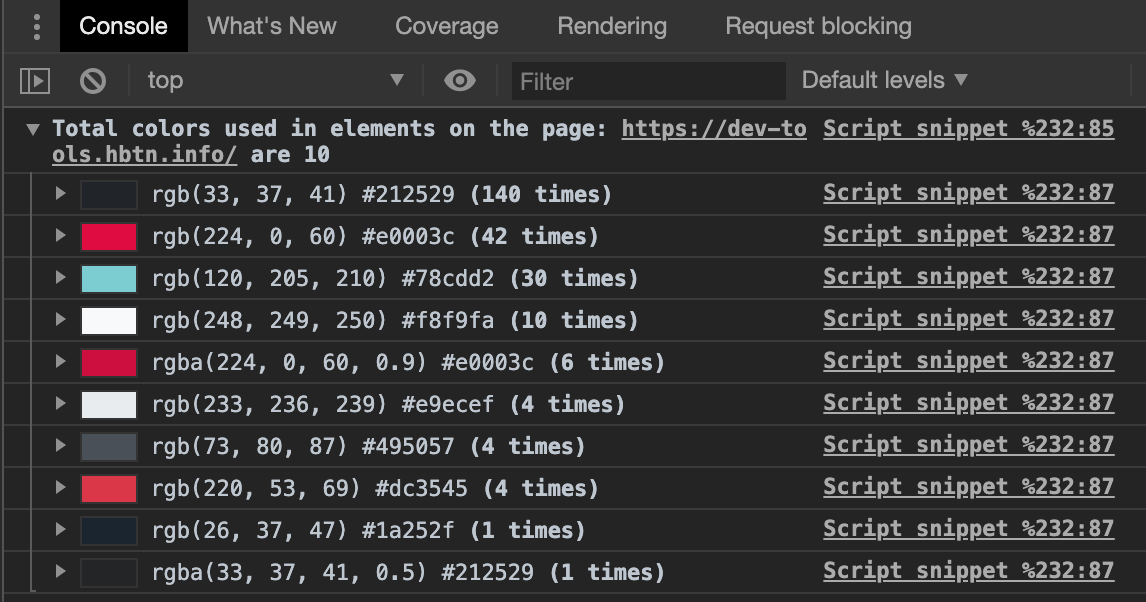 Console What's New Coverage Rendering Request blocking
top Filter Default levels
Total colors used in elements on the page: https://dev-to Script snippet %232:85
ols.hbtn.info/ are 10
rgb(33, 37, 41) #212529 (140 times) Script snippet %232:87
rgb(224, 0, 60) #e0003c (42 times) Script snippet %232:87
rgb(120, 205, 210) #78cdd2 (30 times) Script snippet %232:87
rgb(248, 249, 250) #f8f9fa (10 times) Script snippet %232:87
rgba(224, 0, 60, 0.9) #e0003c (6 times) Script snippet %232:87
rgb(233, 236, 239) #e9ecef (4 times) Script snippet %232:87
rgb(73, 80, 87) #495057 (4 times) Script snippet %232:87
rgb(220, 53, 69) #dc3545 (4 times) Script snippet %232:87
rgb(26, 37, 47) #1a252f (1 times) Script snippet %232:87
rgba(33, 37, 41, 0.5) #212529 (1 times) Script snippet %232:87